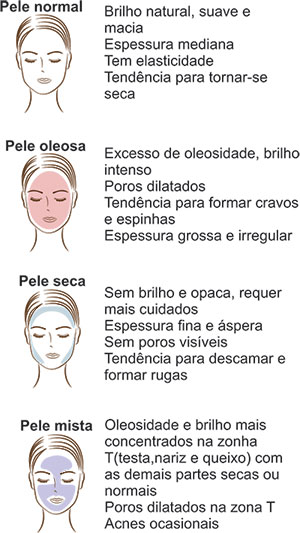 Pele normal
Brilho natural, suave e
macia
Espessura mediana
Tem elasticidade
Tendência para tornar-se
seca
Pele oleosa
Excesso de oleosidade, brilho
intenso
Poros dilatados
Tendência para formar cravos
e espinhas
Espessura grossa e irregular
Pele seca
Sem brilho e opaca, requer
mais cuidados
Espessura fina e áspera
Sem poros visíveis
Tendência para descamar e
formar rugas
Pele mista
Oleosidade e brilho mais
concentrados na zonha
T(testa,nariz e queixo) com
as demais partes secas ou
normais
Poros dilatados na zona T
Acnes ocasionais